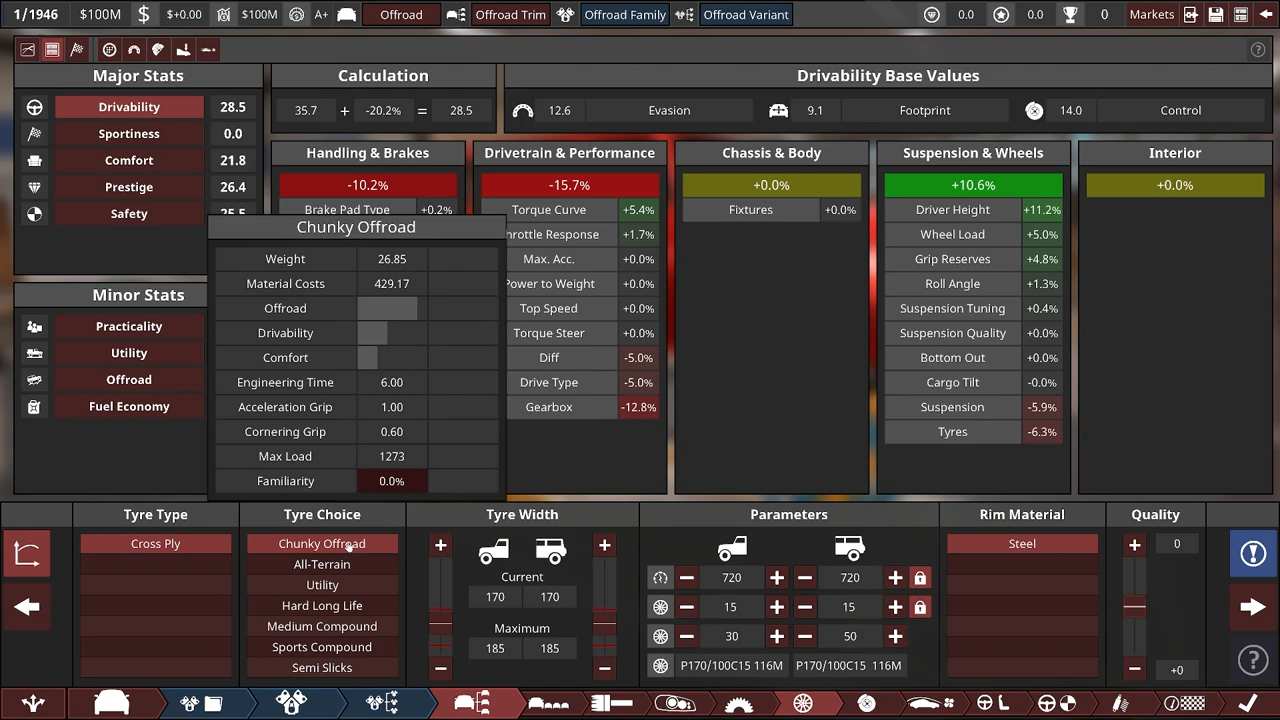 1/1946 $100M $+0.00 $100M A+ Offroad Offroad Trim Offroad Family Offroad Variant 0.0 0.0 0 Markets
Major Stats
Drivability 28.5
Sportiness 0.0
Comfort 21.8
Prestige 26.4
Safety
Calculation
35.7 + -20.2% = 28.5
Drivability Base Values
12.6 Evasion 9.1 Footprint 14.0 Control
Handling & Brakes
-10.2%
Brake Pad Type +0.2%
Drivetrain & Performance
-15.7%
Torque Curve +5.4%
hrottle Response +1.7%
Max. Acc. +0.0%
Power to Weight +0.0%
Top Speed +0.0%
Torque Steer +0.0%
Diff -5.0%
Drive Type -5.0%
Gearbox -12.8%
Chassis & Body
+0.0%
Fixtures +0.0%
Suspension & Wheels
+10.6%
Driver Height +11.2%
Wheel Load +5.0%
Grip Reserves +4.8%
Roll Angle +1.3%
Suspension Tuning +0.4%
Suspension Quality +0.0%
Bottom Out +0.0%
Cargo Tilt -0.0%
Suspension -5.9%
Tyres -6.3%
Interior
+0.0%
Minor Stats
Practicality
Utility
Offroad
Fuel Economy
Chunky Offroad
Weight 26.85
Material Costs 429.17
Offroad
Drivability
Comfort
Engineering Time 6.00
Acceleration Grip 1.00
Cornering Grip 0.60
Max Load 1273
Familiarity 0.0%
Tyre Type
Cross Ply
Tyre Choice
Chunky Offroad
All-Terrain
Utility
Hard Long Life
Medium Compound
Sports Compound
Semi Slicks
Tyre Width
+ +
Current
170 170
Maximum
185 185
− −
Parameters
− 720 + − 720 +
− 15 + − 15 +
− 30 + − 50 +
P170/100C15 116M P170/100C15 116M
Rim Material
Steel
Quality
+ 0
− +0
?
?